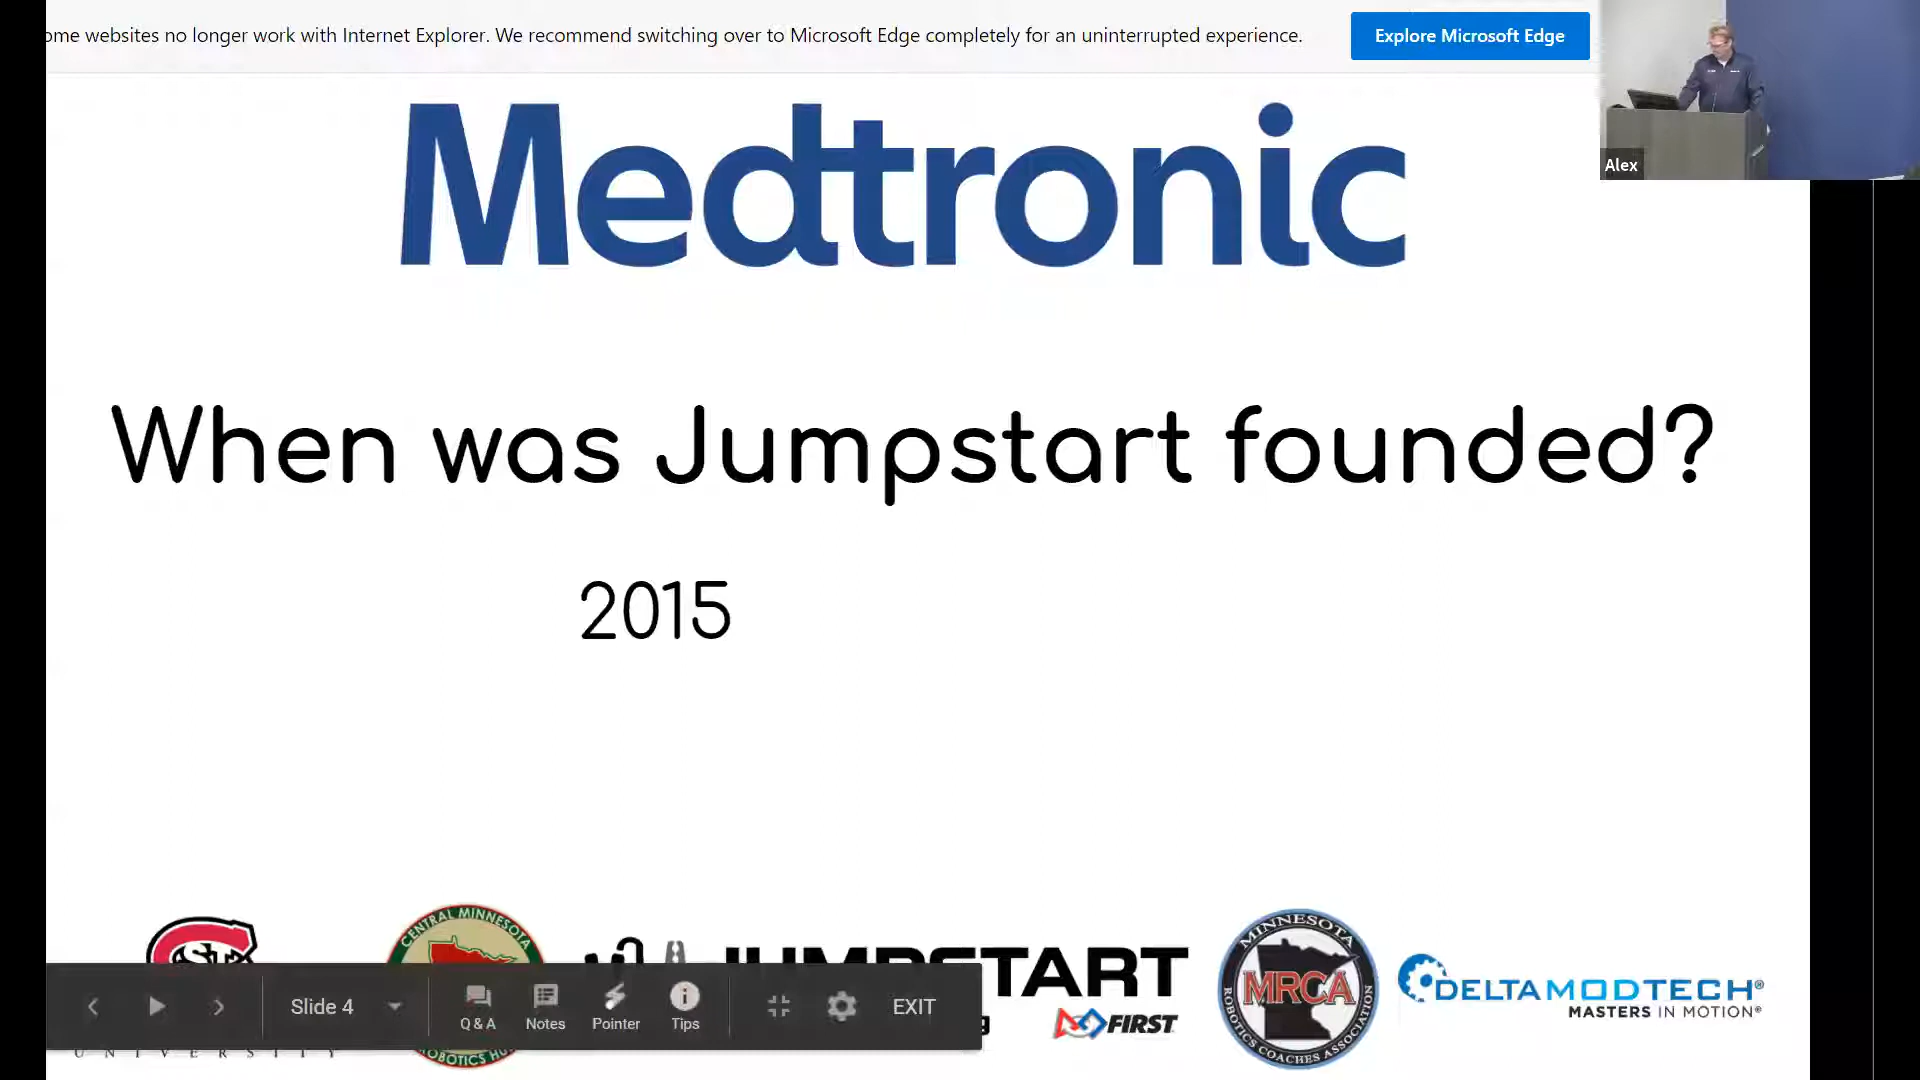 ome websites no longer work with Internet Explorer. We recommend switching over to Microsoft Edge completely for an uninterrupted experience.
Explore Microsoft Edge
Alex
Medtronic
When was Jumpstart founded?
2015
CENTRAL MINNESOTA
ROBOTICS HU
JUMPSTART
FIRST
MINNESOTA
MRCA
ROBOTICS COACHES ASSOCIATION
DELTAMODTECH®
MASTERS IN MOTION®
Slide 4
Q & A
Notes
Pointer
Tips
EXIT
UNIVERSITY